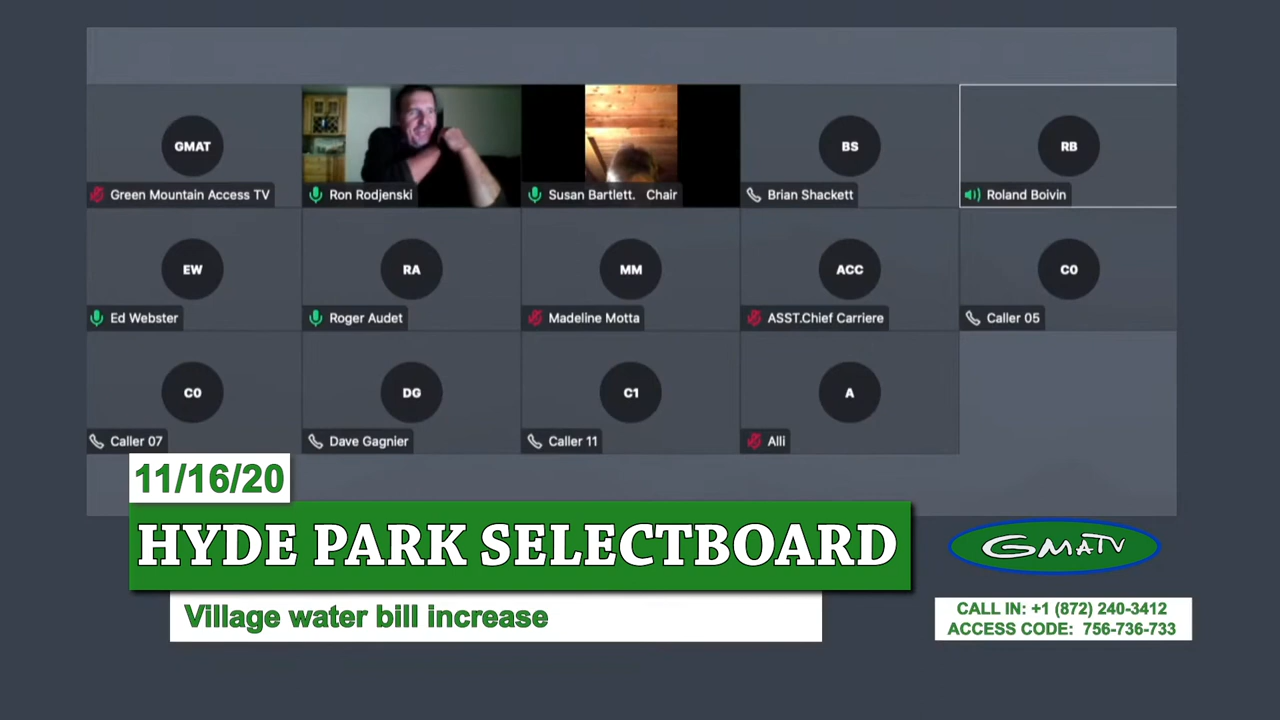 GMAT
BS
RB
Green Mountain Access TV
Ron Rodjenski
Susan Bartlett. Chair
Brian Shackett
Roland Boivin
EW
RA
MM
ACC
C0
Ed Webster
Roger Audet
Madeline Motta
ASST.Chief Carriere
Caller 05
C0
DG
C1
A
Caller 07
Dave Gagnier
Caller 11
Alli
11/16/20
HYDE PARK SELECTBOARD
GMATV
Village water bill increase
CALL IN: +1 (872) 240-3412
ACCESS CODE: 756-736-733